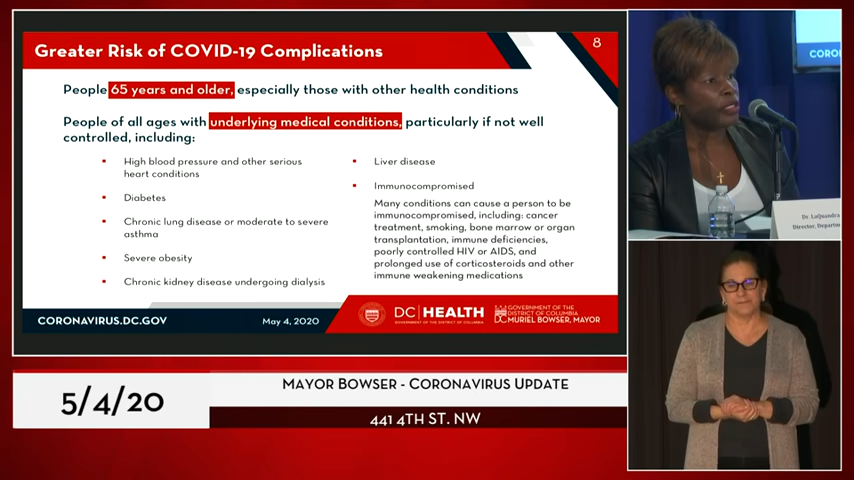 Greater Risk of COVID-19 Complications
8
People 65 years and older, especially those with other health conditions
People of all ages with underlying medical conditions, particularly if not well
controlled, including:
High blood pressure and other serious
heart conditions
Diabetes
Chronic lung disease or moderate to severe
asthma
Severe obesity
Chronic kidney disease undergoing dialysis
Liver disease
Immunocompromised
Many conditions can cause a person to be
immunocompromised, including: cancer
treatment, smoking, bone marrow or organ
transplantation, immune deficiencies,
poorly controlled HIV or AIDS, and
prolonged use of corticosteroids and other
immune weakening medications
CORONAVIRUS.DC.GOV
May 4, 2020
DC HEALTH
GOVERNMENT OF THE DISTRICT OF COLUMBIA
GOVERNMENT OF THE
DISTRICT OF COLUMBIA
DC MURIEL BOWSER, MAYOR
CORO
Director, Departm
5/4/20
MAYOR BOWSER - CORONAVIRUS UPDATE
441 4TH ST. NW